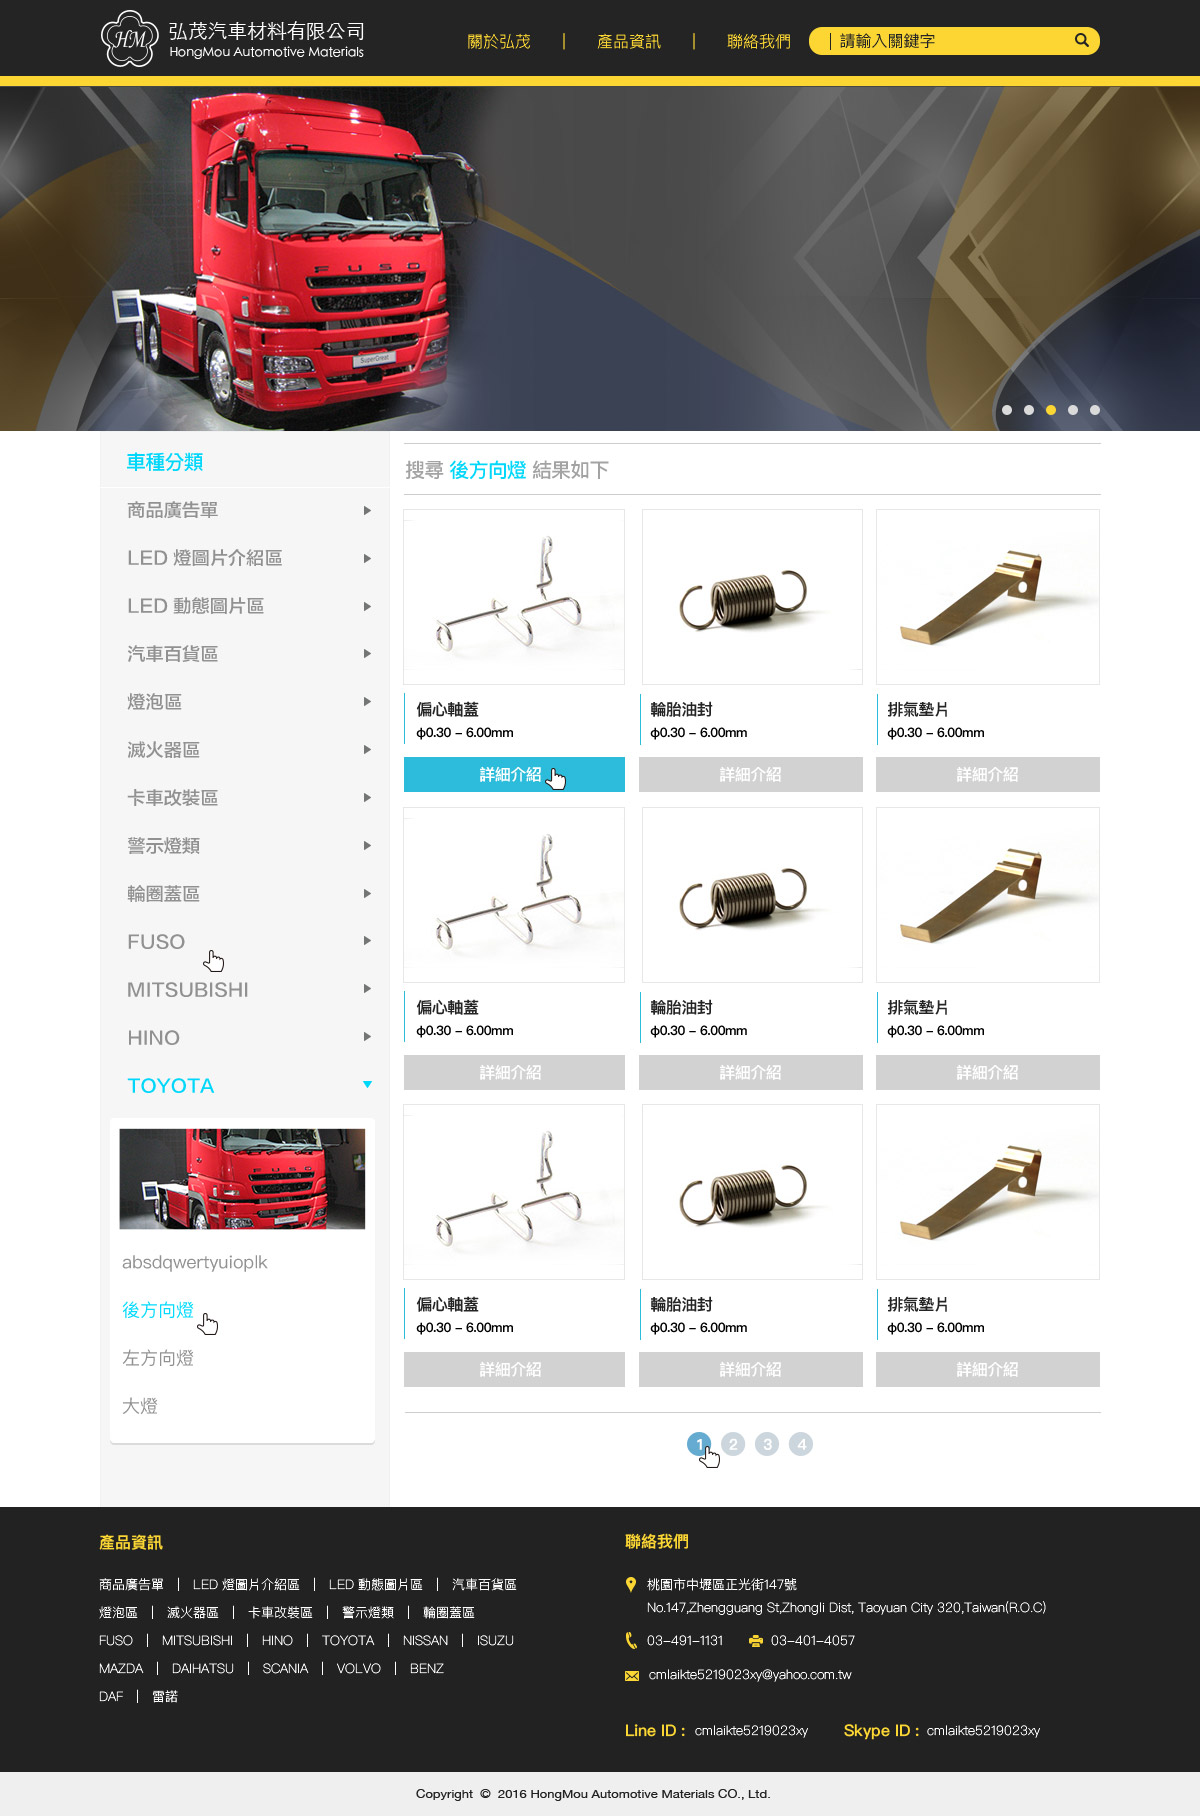 HM
弘茂汽車材料有限公司
HongMou Automotive Materials
關於弘茂 | 產品資訊 | 聯絡我們
| 請輸入關鍵字
FUSO
SuperGreat
車種分類
商品廣告單
LED 燈圖片介紹區
LED 動態圖片區
汽車百貨區
燈泡區
滅火器區
卡車改裝區
警示燈類
輪圈蓋區
FUSO
MITSUBISHI
HINO
TOYOTA
FUSO
absdqwertyuioplk
後方向燈
左方向燈
大燈
搜尋 後方向燈 結果如下
偏心軸蓋
φ0.30 - 6.00mm
詳細介紹
輪胎油封
φ0.30 - 6.00mm
詳細介紹
排氣墊片
φ0.30 - 6.00mm
詳細介紹
偏心軸蓋
φ0.30 - 6.00mm
詳細介紹
輪胎油封
φ0.30 - 6.00mm
詳細介紹
排氣墊片
φ0.30 - 6.00mm
詳細介紹
偏心軸蓋
φ0.30 - 6.00mm
詳細介紹
輪胎油封
φ0.30 - 6.00mm
詳細介紹
排氣墊片
φ0.30 - 6.00mm
詳細介紹
1 2 3 4
產品資訊
商品廣告單 | LED 燈圖片介紹區 | LED 動態圖片區 | 汽車百貨區
燈泡區 | 滅火器區 | 卡車改裝區 | 警示燈類 | 輪圈蓋區
FUSO | MITSUBISHI | HINO | TOYOTA | NISSAN | ISUZU
MAZDA | DAIHATSU | SCANIA | VOLVO | BENZ
DAF | 雷諾
聯絡我們
桃園市中壢區正光街147號
No.147,Zhengguang St,Zhongli Dist, Taoyuan City 320,Taiwan(R.O.C)
03-491-1131 03-401-4057
cmlaikte5219023xy@yahoo.com.tw
Line ID : cmlaikte5219023xy Skype ID : cmlaikte5219023xy
Copyright © 2016 HongMou Automotive Materials CO., Ltd.